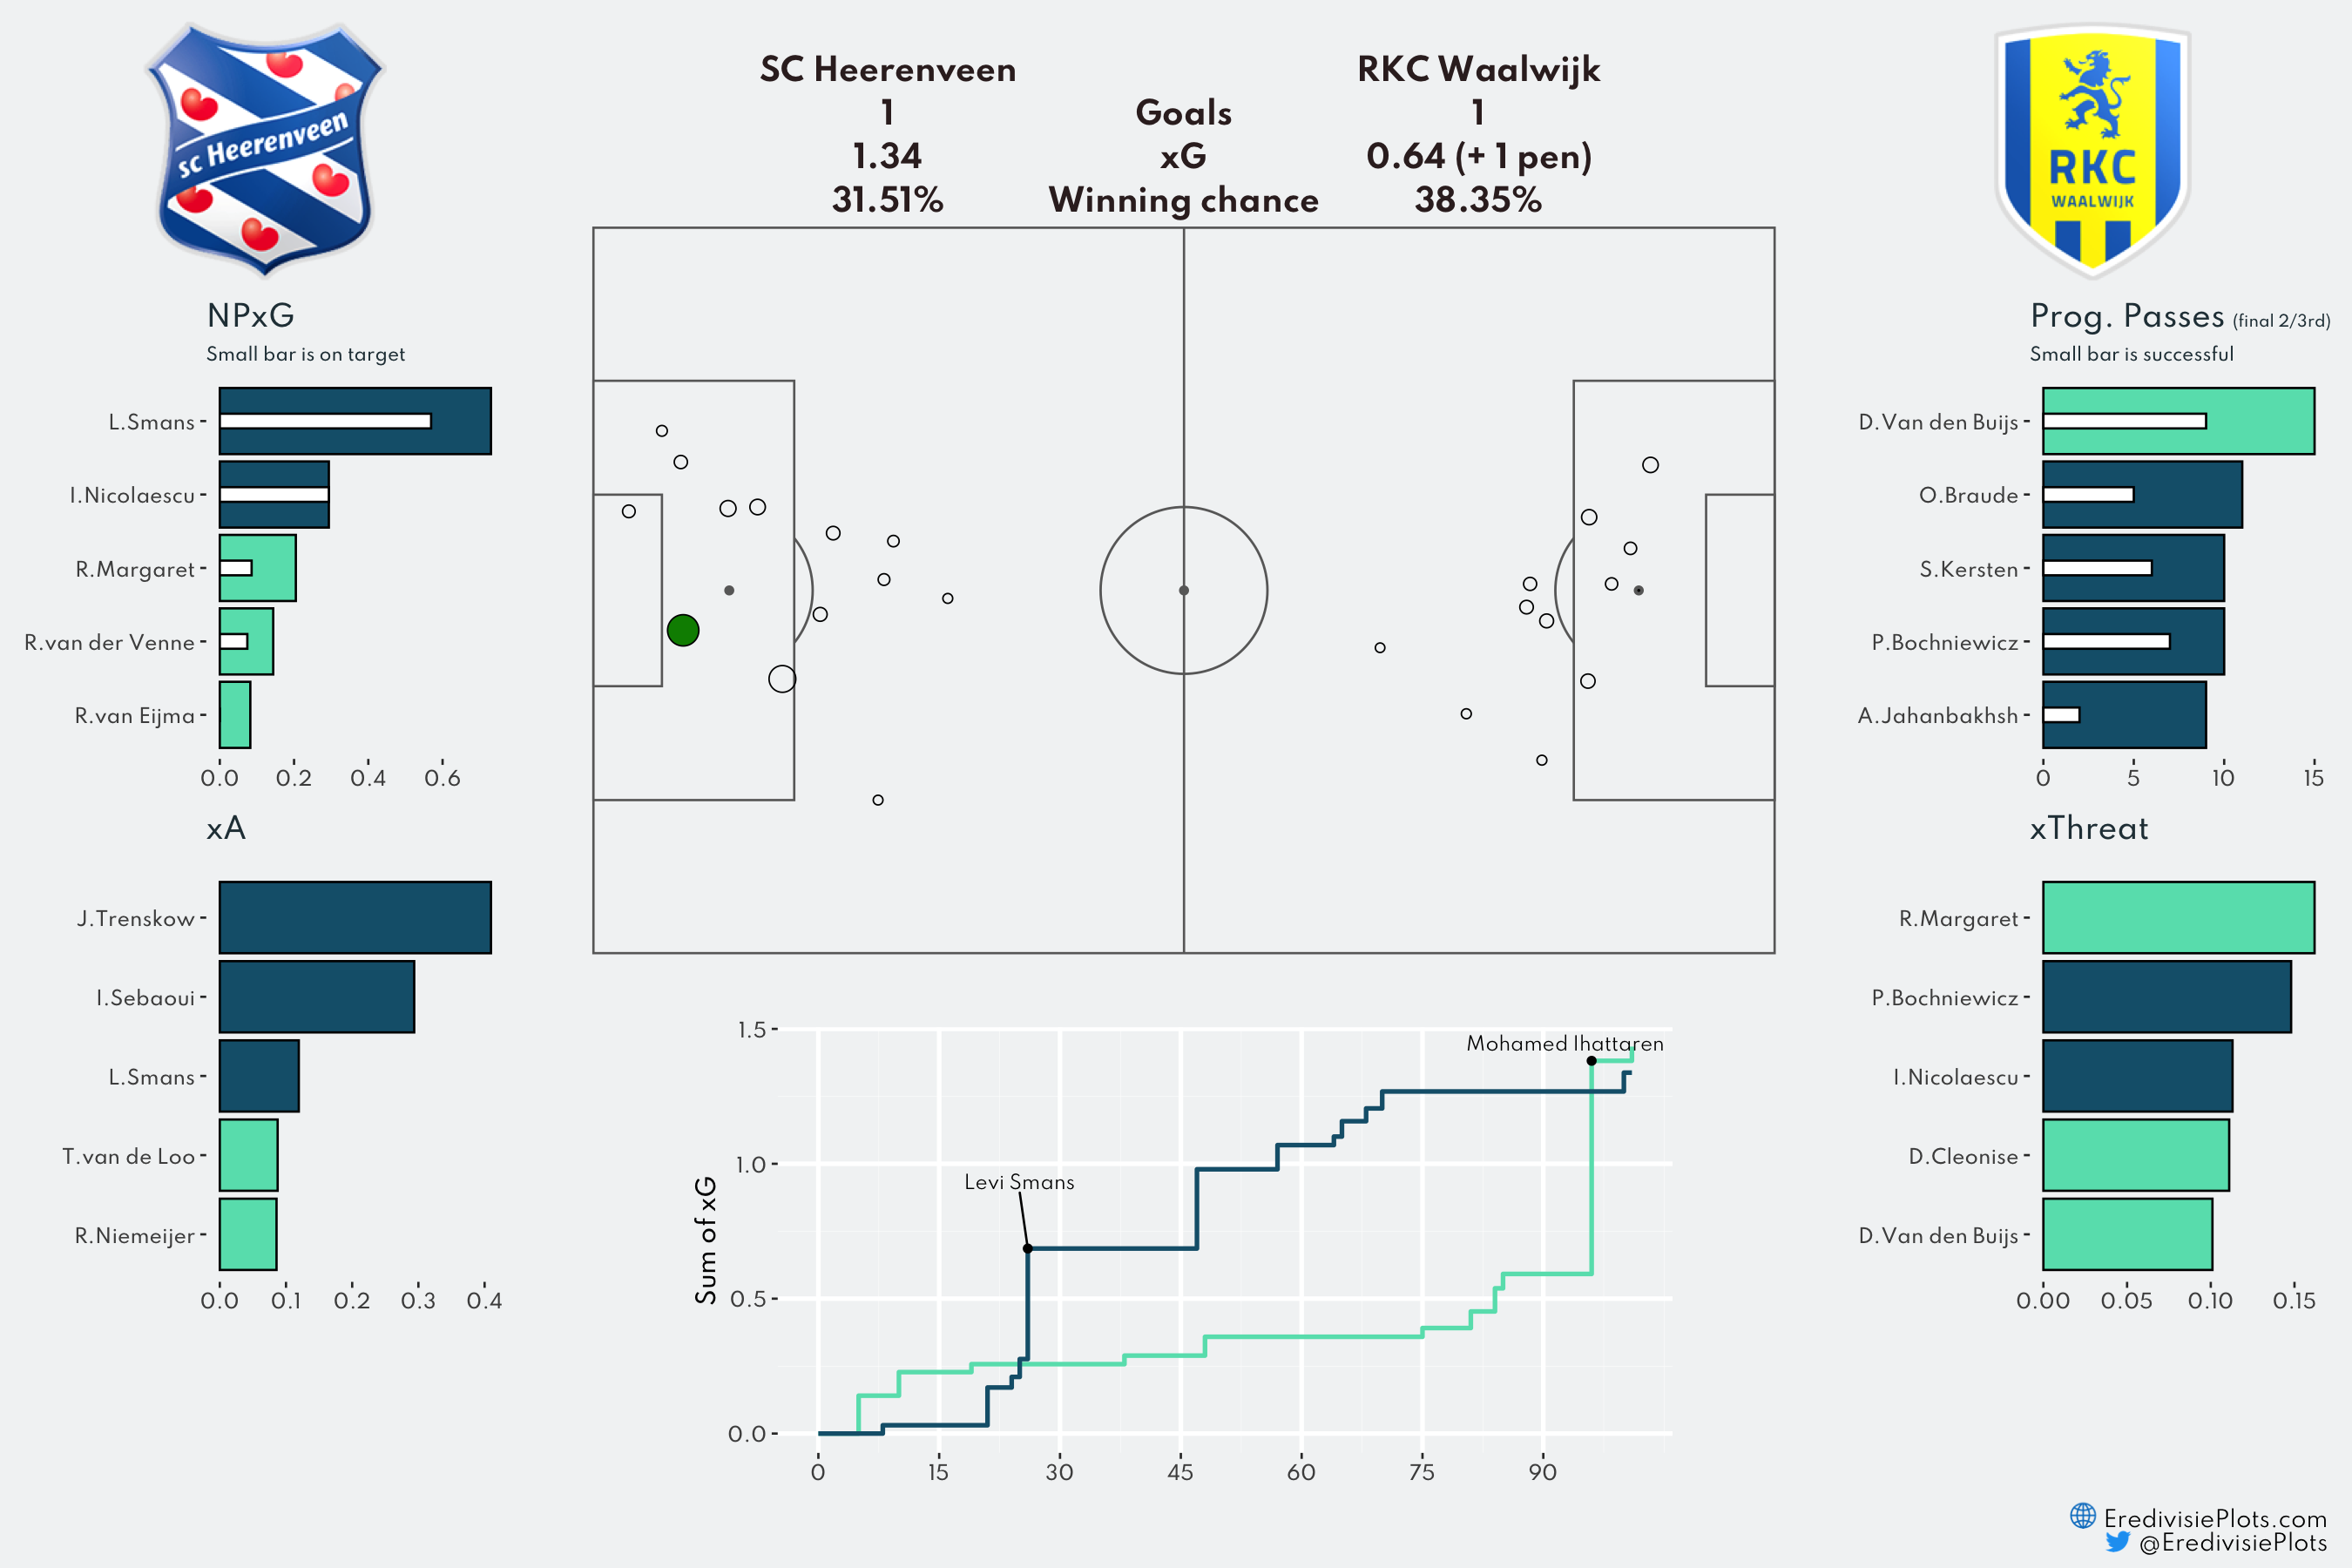 SC Heerenveen
RKC Waalwijk
1 Goals 1
1.34 xG 0.64 (+ 1 pen)
31.51% Winning chance 38.35%
sc Heerenveen
RKC
WAALWIJK
NPxG
Small bar is on target
L.Smans
I.Nicolaescu
R.Margaret
R.van der Venne
R.van Eijma
0.0 0.2 0.4 0.6
xA
J.Trenskow
I.Sebaoui
L.Smans
T.van de Loo
R.Niemeijer
0.0 0.1 0.2 0.3 0.4
Sum of xG
1.5
1.0
0.5
0.0
Mohamed Ihattaren
Levi Smans
0 15 30 45 60 75 90
Prog. Passes (final 2/3rd)
Small bar is successful
D.Van den Buijs
O.Braude
S.Kersten
P.Bochniewicz
A.Jahanbakhsh
0 5 10 15
xThreat
R.Margaret
P.Bochniewicz
I.Nicolaescu
D.Cleonise
D.Van den Buijs
0.00 0.05 0.10 0.15
EredivisiePlots.com
@EredivisiePlots